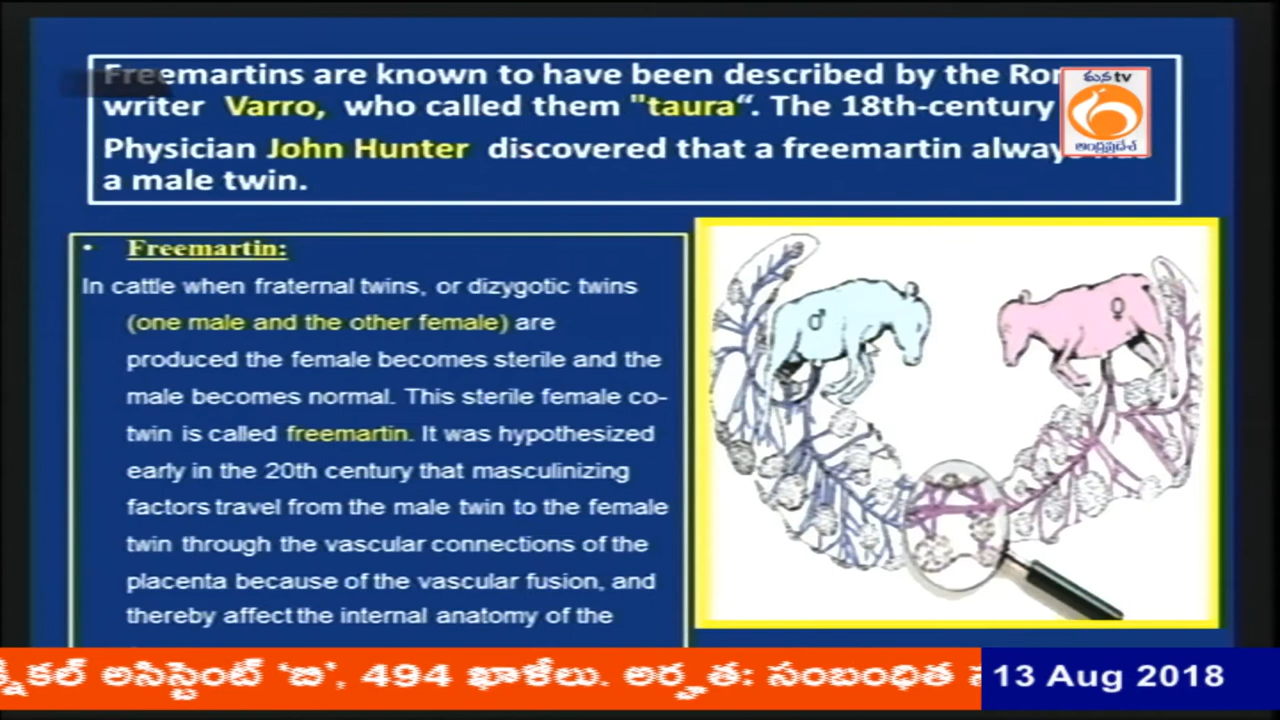 Freemartins are known to have been described by the
writer Varro, who called them "taura“. The 18th-century
Physician John Hunter discovered that a freemartin
a male twin.
మన tv
ఆంధ్రప్రదేశ్
• Freemartin:
In cattle when fraternal twins, or dizygotic twins
(one male and the other female) are
produced the female becomes sterile and the
male becomes normal. This sterile female co-
twin is called freemartin. It was hypothesized
early in the 20th century that masculinizing
factors travel from the male twin to the female
twin through the vascular connections of the
placenta because of the vascular fusion, and
thereby affect the internal anatomy of the
♂
♀
అసిస్టెంట్ ‘బి’, 494 ఖాళీలు. అర్హత: సంబంధిత
13 Aug 2018